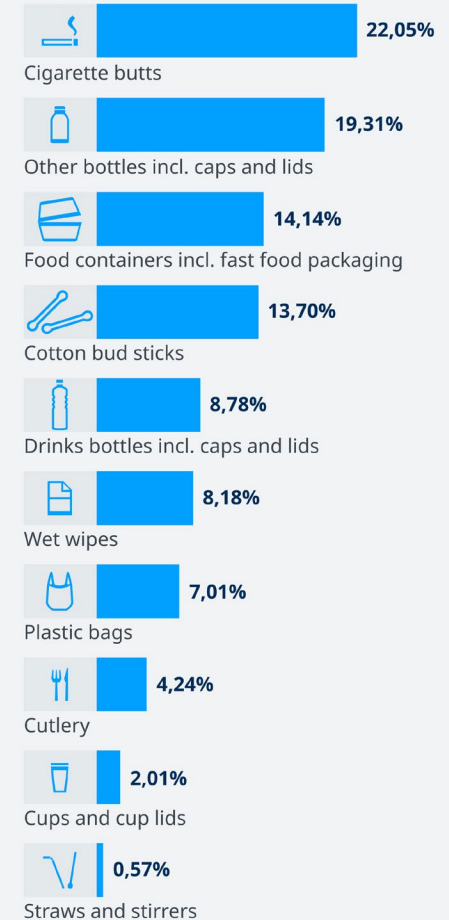 22,05%
Cigarette butts
19,31%
Other bottles incl. caps and lids
14,14%
Food containers incl. fast food packaging
13,70%
Cotton bud sticks
8,78%
Drinks bottles incl. caps and lids
8,18%
Wet wipes
7,01%
Plastic bags
4,24%
Cutlery
2,01%
Cups and cup lids
0,57%
Straws and stirrers